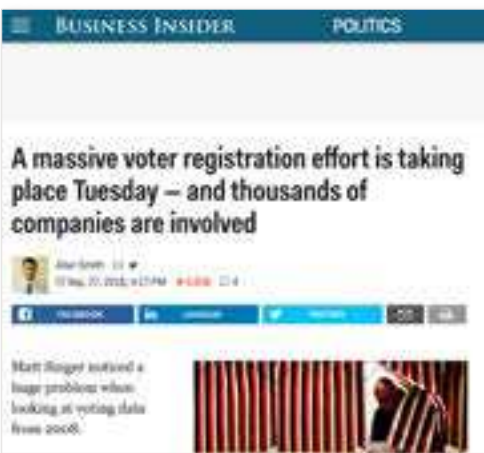 BUSINESS INSIDER
POLITICS
A massive voter registration effort is taking
place Tuesday – and thousands of
companies are involved
FACEBOOK
LINKEDIN
TWITTER
Matt Singer noticed a
huge problem when
looking at voting data
from 2008.